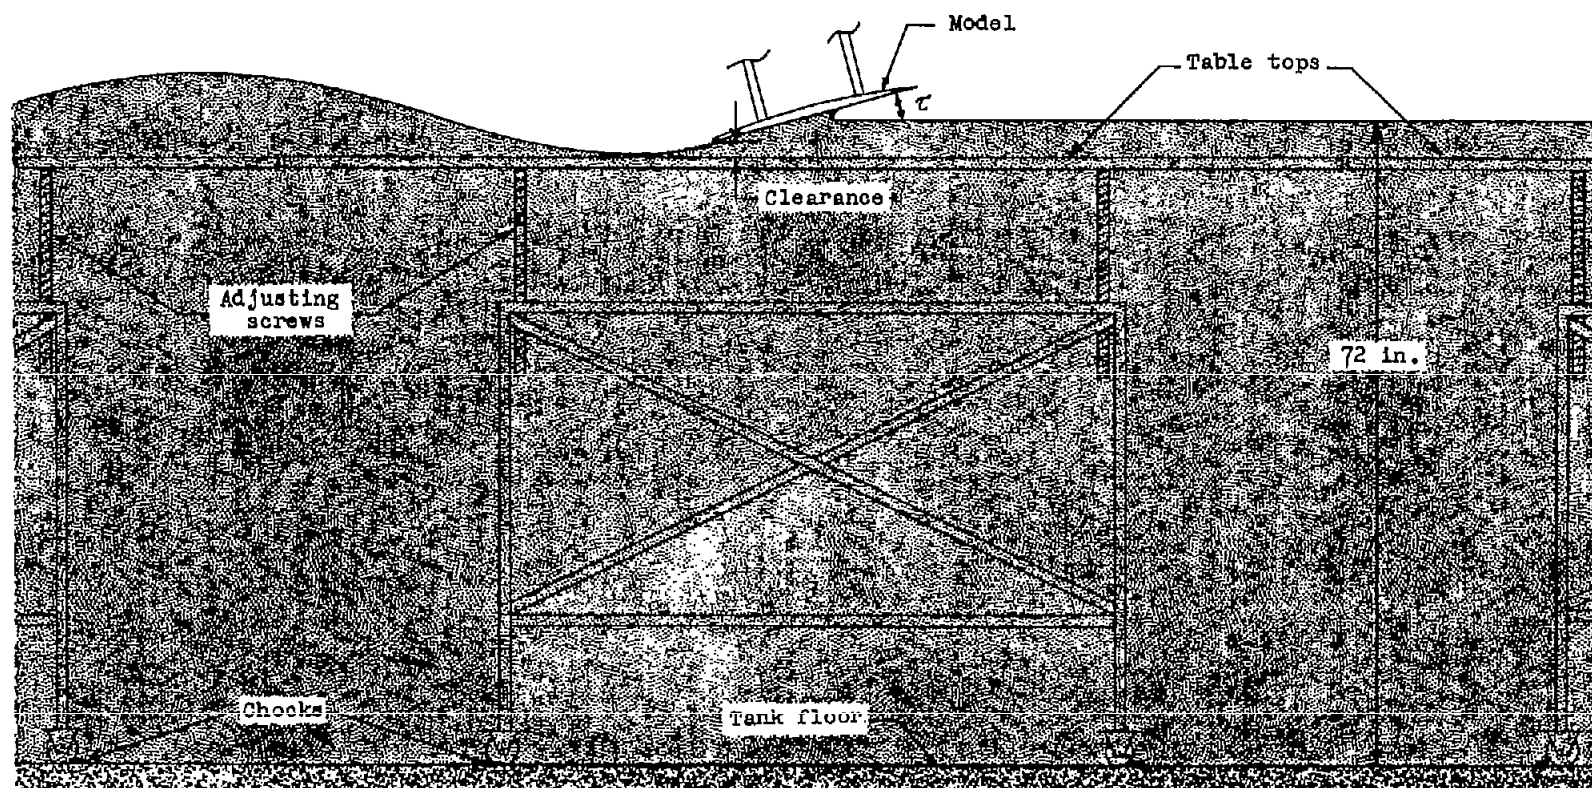 Model
Table tops
τ
Clearance
Adjusting
screws
72 in.
Chocks
Tank floor